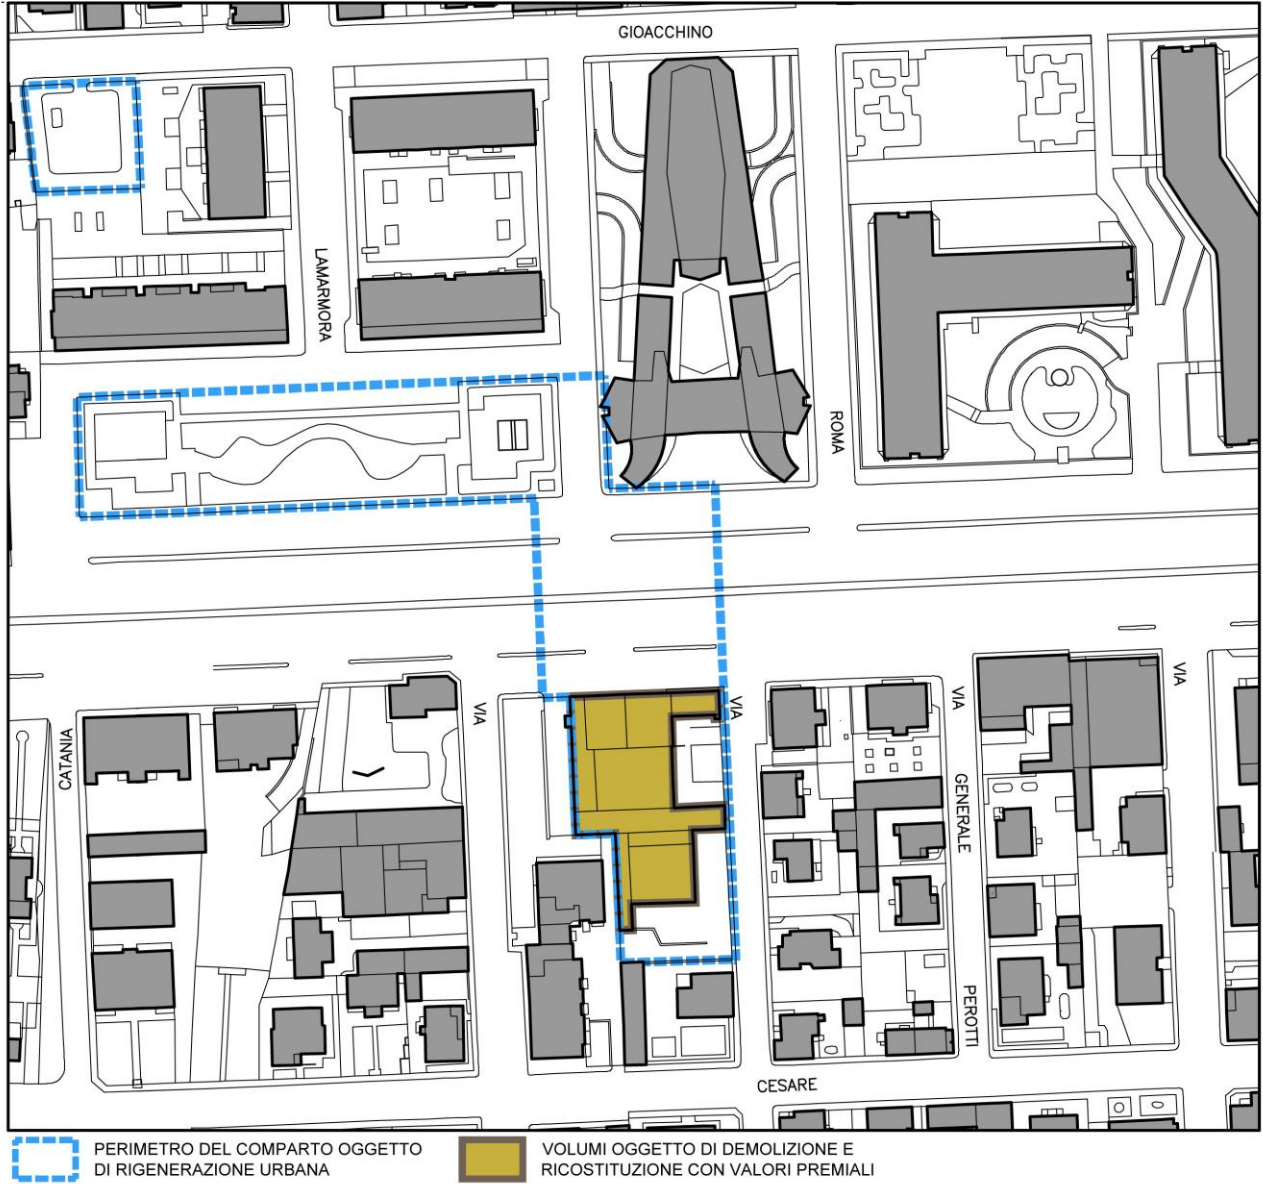 GIOACCHINO
LAMARMORA
ROMA
VIA
VIA
VIA
VIA
CATANIA
GENERALE
PEROTTI
CESARE
PERIMETRO DEL COMPARTO OGGETTO
DI RIGENERAZIONE URBANA
VOLUMI OGGETTO DI DEMOLIZIONE E
RICOSTITUZIONE CON VALORI PREMIALI